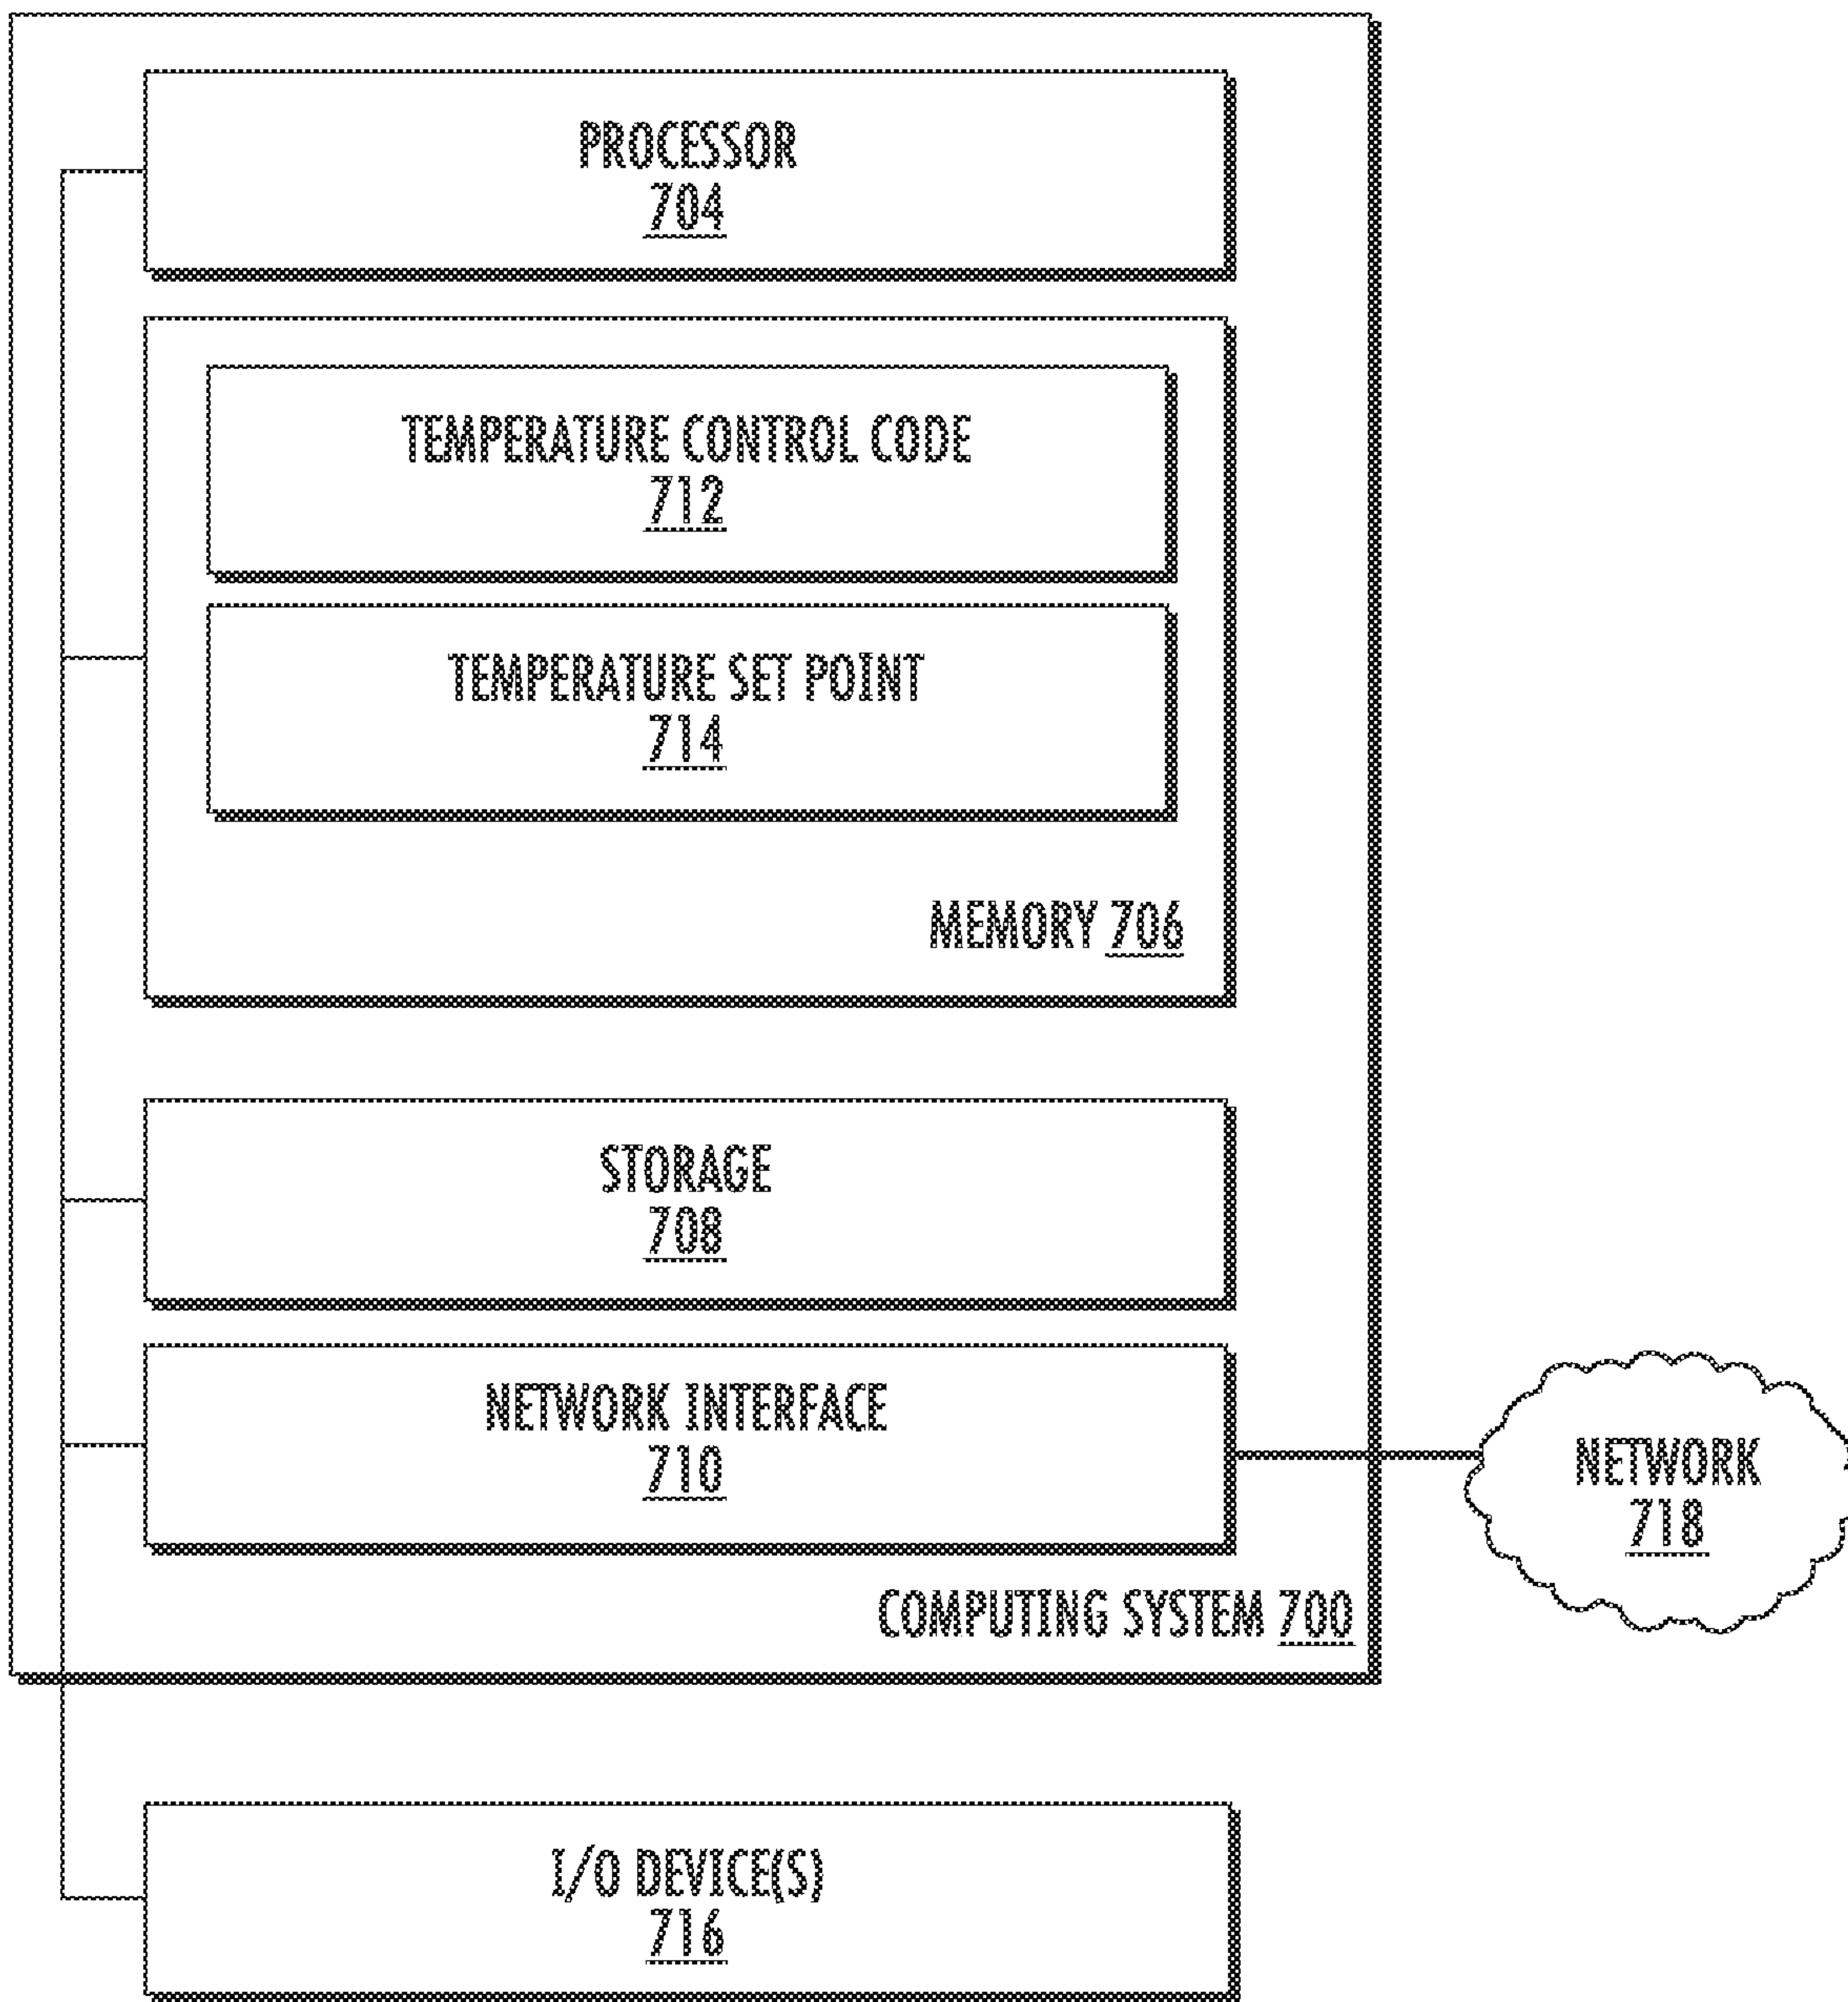 PROCESSOR
704
TEMPERATURE CONTROL CODE
712
TEMPERATURE SET POINT
714
MEMORY 706
STORAGE
708
NETWORK INTERFACE
710
NETWORK
718
COMPUTING SYSTEM 700
I/O DEVICE(S)
716